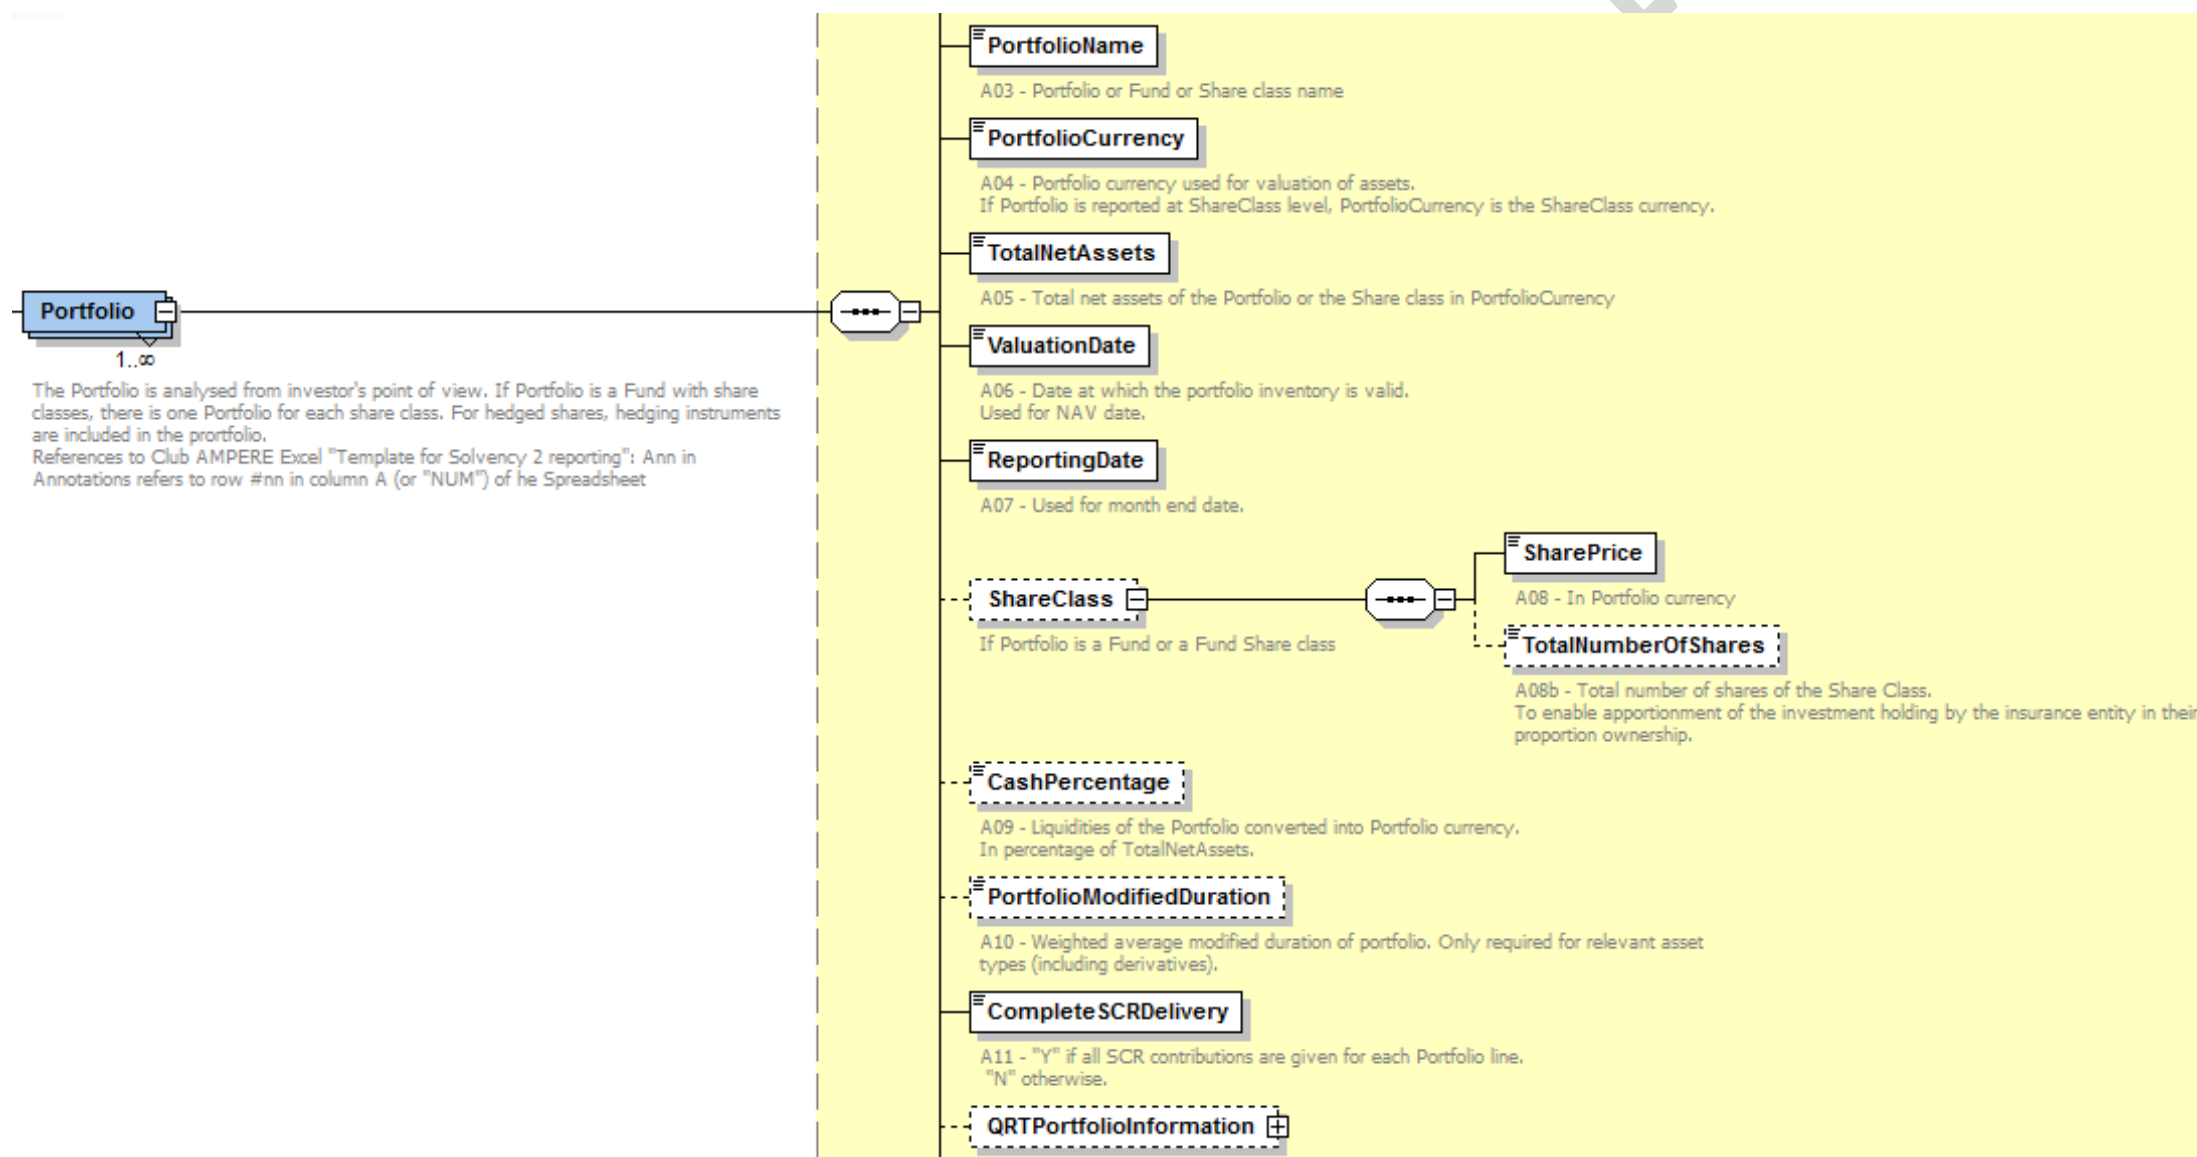 PortfolioName
A03 - Portfolio or Fund or Share class name
PortfolioCurrency
A04 - Portfolio currency used for valuation of assets.
If Portfolio is reported at ShareClass level, PortfolioCurrency is the ShareClass currency.
TotalNetAssets
A05 - Total net assets of the Portfolio or the Share class in PortfolioCurrency
Portfolio
1..∞
The Portfolio is analysed from investor's point of view. If Portfolio is a Fund with share
classes, there is one Portfolio for each share class. For hedged shares, hedging instruments
are included in the prortfolio.
References to Club AMPERE Excel "Template for Solvency 2 reporting": Ann in
Annotations refers to row #nn in column A (or "NUM") of he Spreadsheet
ValuationDate
A06 - Date at which the portfolio inventory is valid.
Used for NAV date.
ReportingDate
A07 - Used for month end date.
ShareClass
If Portfolio is a Fund or a Fund Share class
SharePrice
A08 - In Portfolio currency
TotalNumberOfShares
A08b - Total number of shares of the Share Class.
To enable apportionment of the investment holding by the insurance entity in their
proportion ownership.
CashPercentage
A09 - Liquidities of the Portfolio converted into Portfolio currency.
In percentage of TotalNetAssets.
PortfolioModifiedDuration
A10 - Weighted average modified duration of portfolio. Only required for relevant asset
types (including derivatives).
CompleteSCRDelivery
A11 - "Y" if all SCR contributions are given for each Portfolio line.
"N" otherwise.
QRTPortfolioInformation